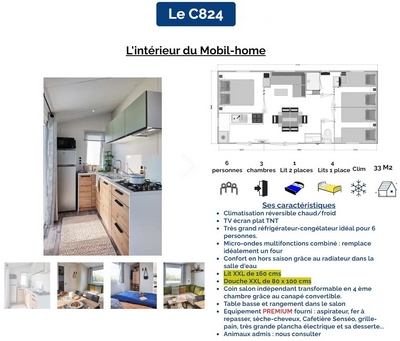 Le C824
L'intérieur du Mobil-home
6
personnes
3
chambres
1
Lit 2 places
4
Lits 1 place
Clim
33 M2
Ses caractéristiques
• Climatisation réversible chaud/froid
• TV écran plat TNT
• Très grand réfrigérateur-congélateur idéal pour 6
personnes.
• Micro-ondes multifonctions combiné : remplace
idéalement un four
• Confort en hors saison grâce au radiateur dans la
salle d'eau
• Lit XXL de 160 cms
• Douche XXL de 80 x 100 cms
• Coin salon indépendant transformable en 4 ème
chambre grâce au canapé convertible.
• Table basse et rangement dans le salon
• Equipement PREMIUM fourni : aspirateur, fer à
repasser, sèche-cheveux, Cafetière Senséo, grille-
pain, très grande plancha électrique et sa desserte...
• Animaux admis : nous consulter